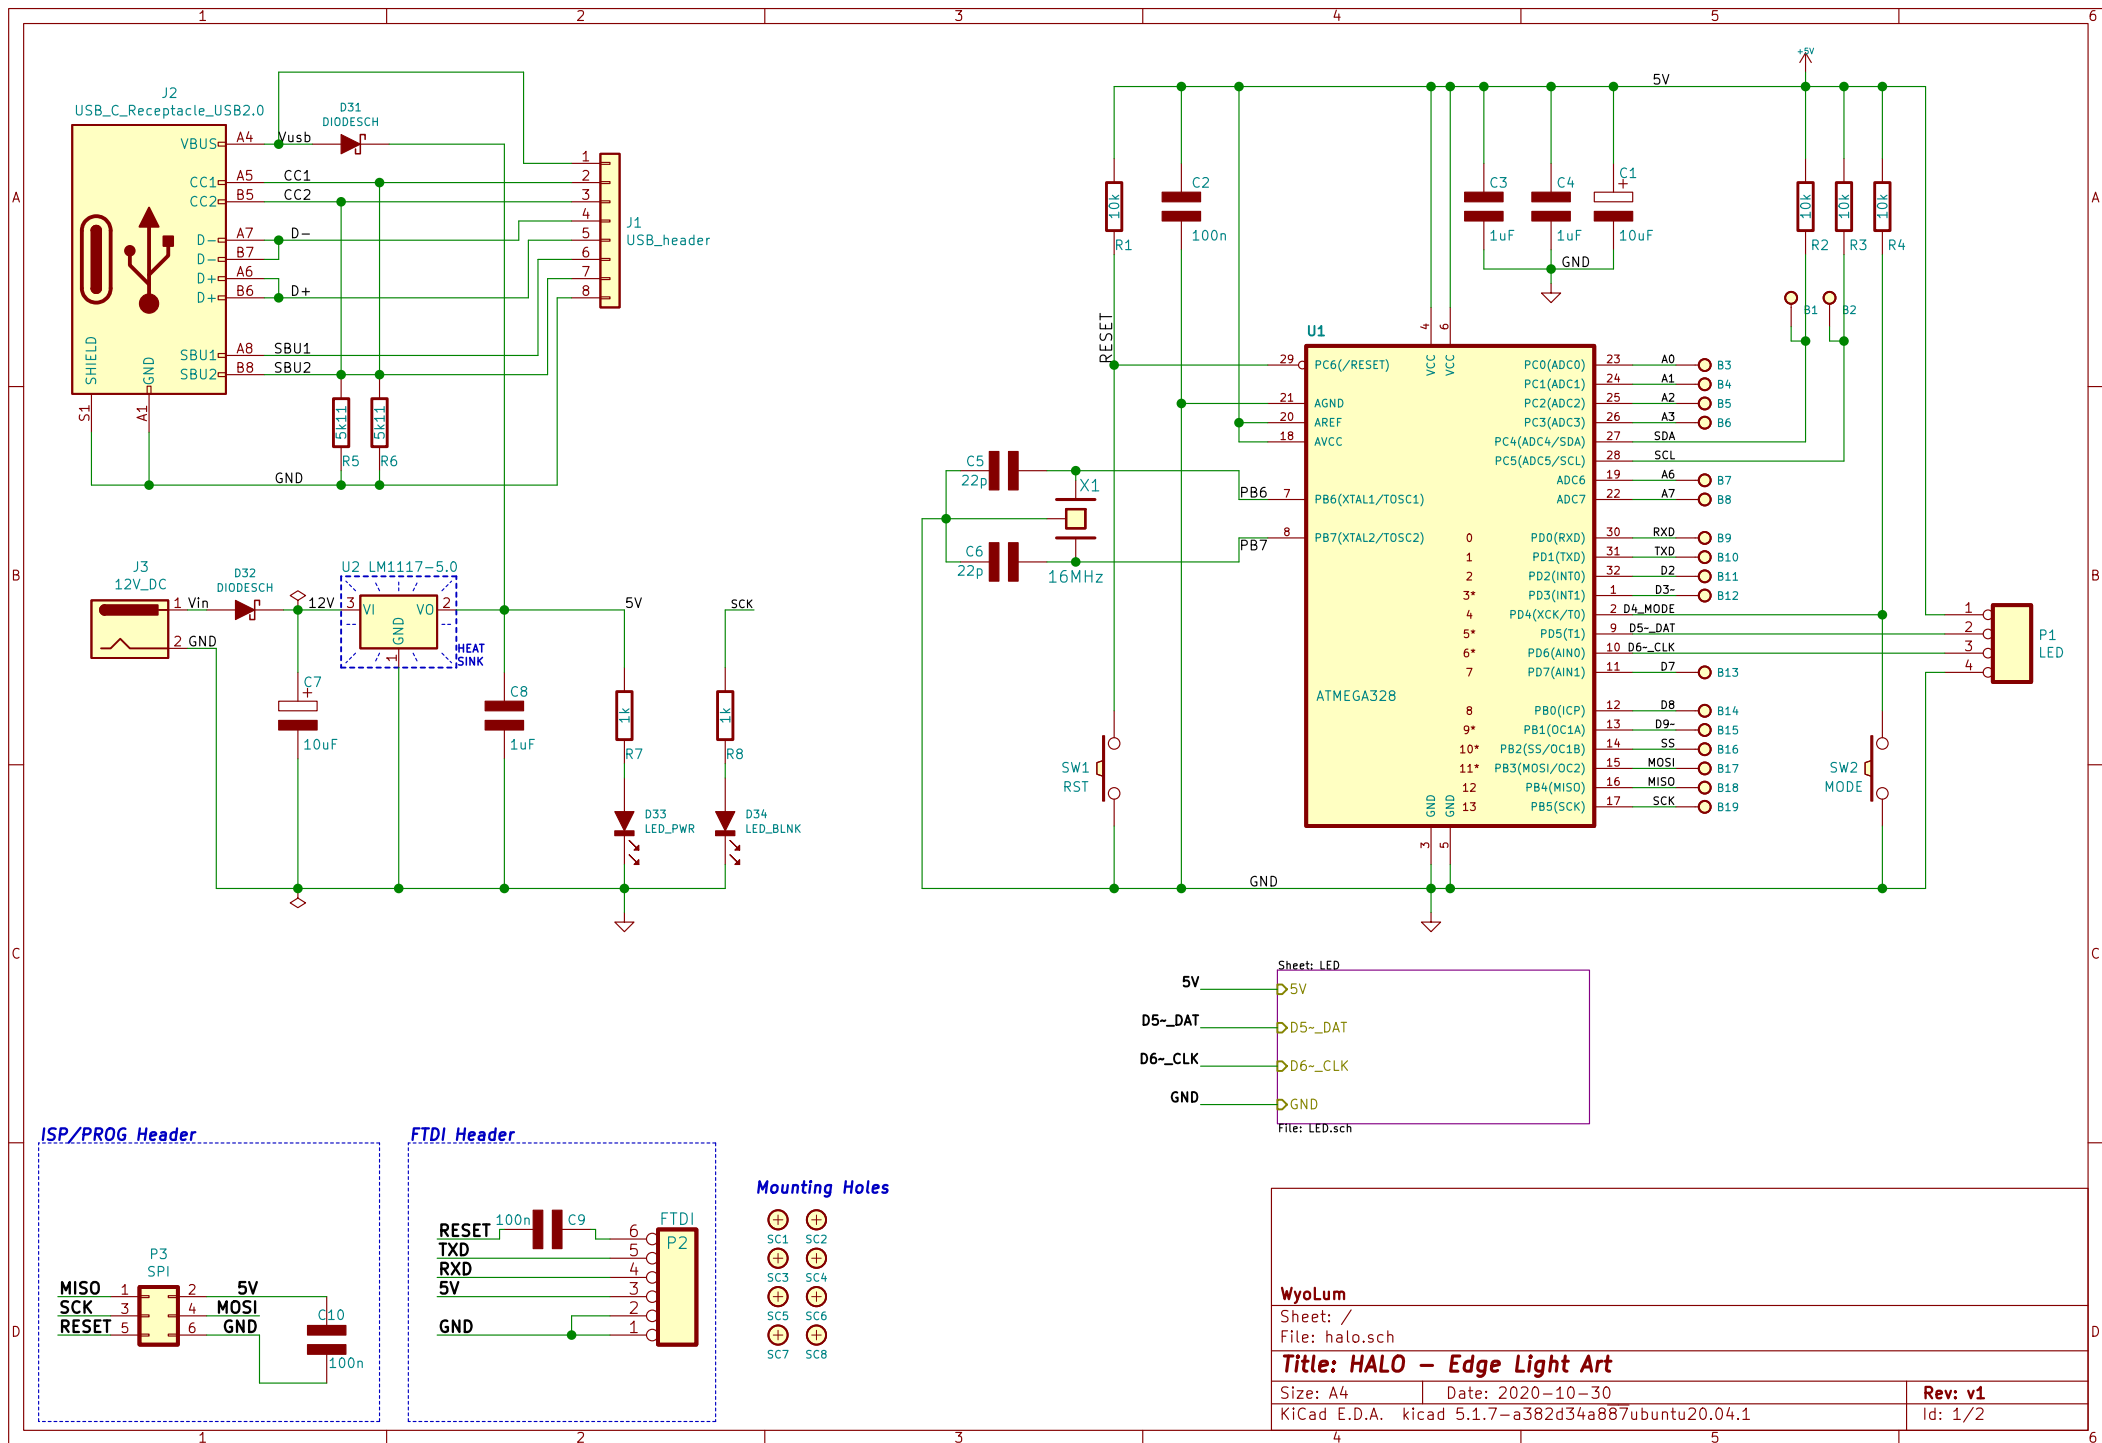 1 2 3 4 5 6
A
B
C
D
J2
USB_C_Receptacle_USB2.0
VBUS A4 Vusb
CC1 A5 CC1
CC2 B5 CC2
D- A7 D-
D- B7
D+ A6
D+ B6 D+
SBU1 A8 SBU1
SBU2 B8 SBU2
SHIELD
GND
S1
A1
D31
DIODESCH
1
2
3
4
5
6
7
8
J1
USB_header
5k11
R5
5k11
R6
GND
J3
12V_DC
1 Vin
2 GND
D32
DIODESCH
12V
U2 LM1117-5.0
3 VI VO 2
GND
1
HEAT
SINK
5V
SCK
C7
+
10uF
C8
1uF
1k
R7
1k
R8
D33
LED_PWR
D34
LED_BLNK
+5V
5V
10k
R1
C2
100n
C3
1uF
C4
1uF
C1
+
10uF
GND
10k
R2
10k
R3
10k
R4
B1
B2
RESET
U1
4
VCC
6
VCC
29 PC6(/RESET)
21 AGND
20 AREF
18 AVCC
PB6 7 PB6(XTAL1/TOSC1)
PB7 8 PB7(XTAL2/TOSC2)
C5
22p
C6
22p
X1
16MHz
PC0(ADC0) 23 A0 B3
PC1(ADC1) 24 A1 B4
PC2(ADC2) 25 A2 B5
PC3(ADC3) 26 A3 B6
PC4(ADC4/SDA) 27 SDA
PC5(ADC5/SCL) 28 SCL
ADC6 19 A6 B7
ADC7 22 A7 B8
0 PD0(RXD) 30 RXD B9
1 PD1(TXD) 31 TXD B10
2 PD2(INT0) 32 D2 B11
3* PD3(INT1) 1 D3~ B12
4 PD4(XCK/T0) 2 D4_MODE
5* PD5(T1) 9 D5~_DAT
6* PD6(AIN0) 10 D6~_CLK
7 PD7(AIN1) 11 D7 B13
ATMEGA328
8 PB0(ICP) 12 D8 B14
9* PB1(OC1A) 13 D9~ B15
10* PB2(SS/OC1B) 14 SS B16
11* PB3(MOSI/OC2) 15 MOSI B17
12 PB4(MISO) 16 MISO B18
13 PB5(SCK) 17 SCK B19
GND
3
GND
5
1
2
3
4
P1
LED
SW1
RST
SW2
MODE
GND
Sheet: LED
5V 5V
D5~_DAT D5~_DAT
D6~_CLK D6~_CLK
GND GND
File: LED.sch
ISP/PROG Header
P3
SPI
MISO 1 2 5V
SCK 3 4 MOSI
RESET 5 6 GND
C10
100n
FTDI Header
RESET 100n C9 6
TXD 5
RXD 4
5V 3
2
GND 1
FTDI
P2
Mounting Holes
SC1 SC2
SC3 SC4
SC5 SC6
SC7 SC8
WyoLum
Sheet: /
File: halo.sch
Title: HALO - Edge Light Art
Size: A4 Date: 2020-10-30 Rev: v1
KiCad E.D.A. kicad 5.1.7-a382d34a887ubuntu20.04.1 Id: 1/2
A
B
C
D
1 2 3 4 5 6